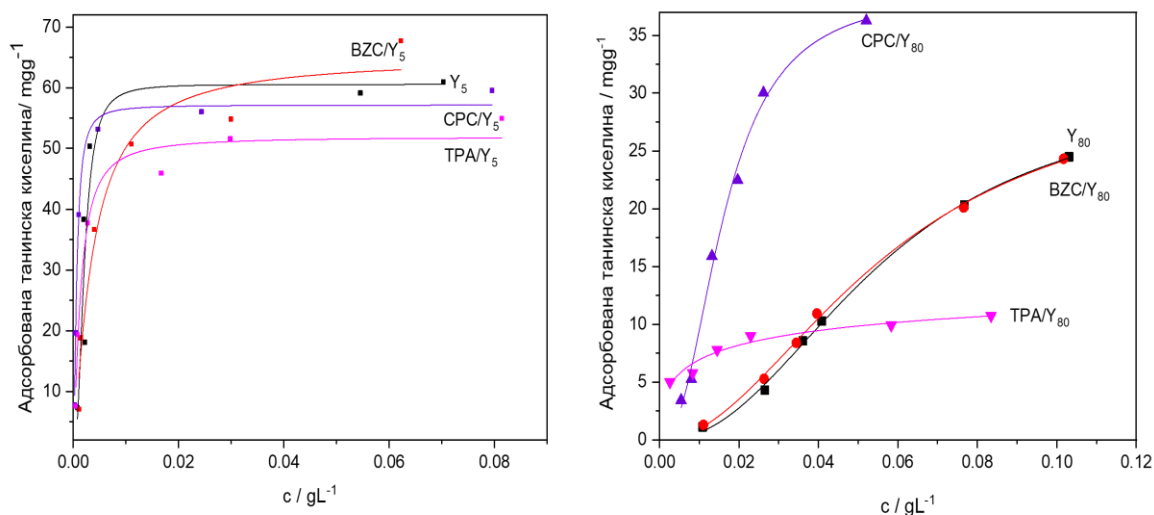 Адсорбована танинска киселина/ mgg⁻¹
70
60
50
40
30
20
10
0.00
0.02
0.04
0.06
0.08
c / gL⁻¹
BZC/Y₅
Y₅
CPC/Y₅
TPA/Y₅
Адсорбована танинска киселина / mgg⁻¹
35
30
25
20
15
10
5
0
0.00
0.02
0.04
0.06
0.08
0.10
0.12
c / gL⁻¹
CPC/Y₈₀
Y₈₀
BZC/Y₈₀
TPA/Y₈₀